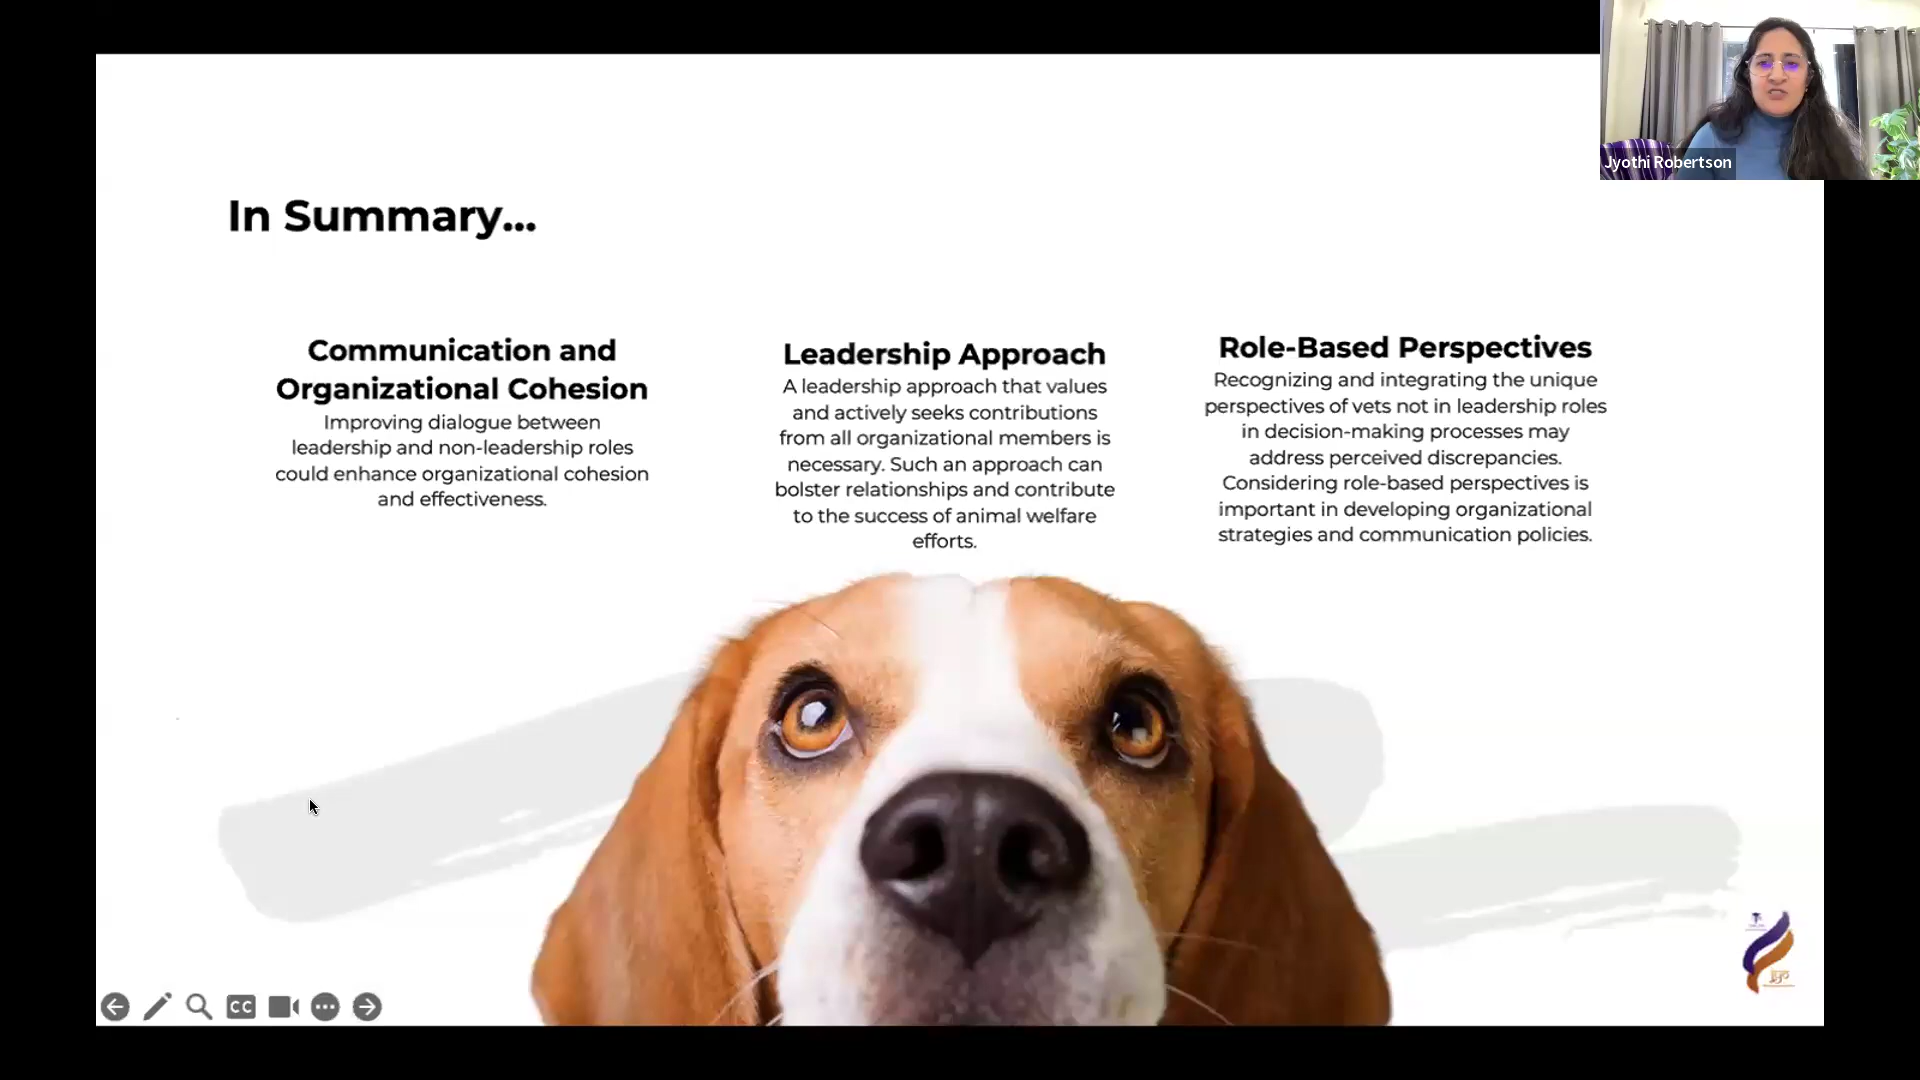 Jyothi Robertson
In Summary...
Communication and
Organizational Cohesion
Improving dialogue between
leadership and non-leadership roles
could enhance organizational cohesion
and effectiveness.
Leadership Approach
A leadership approach that values
and actively seeks contributions
from all organizational members is
necessary. Such an approach can
bolster relationships and contribute
to the success of animal welfare
efforts.
Role-Based Perspectives
Recognizing and integrating the unique
perspectives of vets not in leadership roles
in decision-making processes may
address perceived discrepancies.
Considering role-based perspectives is
important in developing organizational
strategies and communication policies.
CC